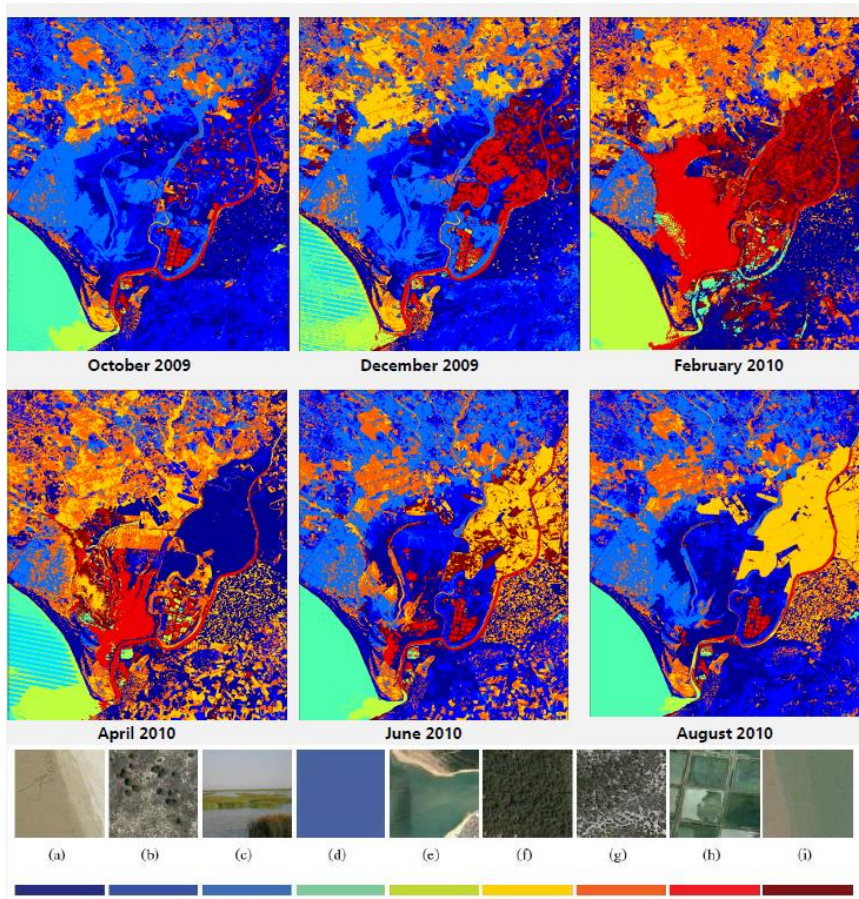 October 2009
December 2009
February 2010
April 2010
June 2010
August 2010
(a)
(b)
(c)
(d)
(e)
(f)
(g)
(h)
(i)